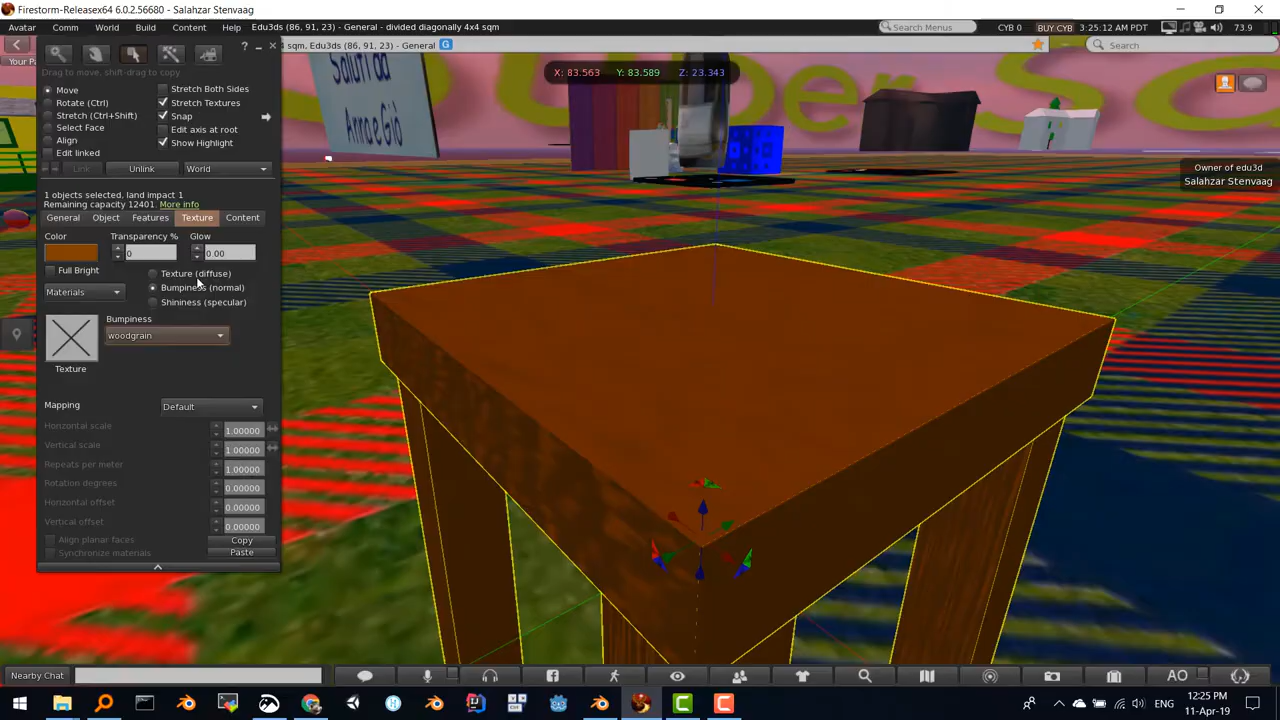 Firestorm-Releasex64 6.0.2.56680 - Salahzar Stenvaag
Avatar Comm World Build Content Help Edu3ds (86, 91, 23) - General - divided diagonally 4x4 sqm
Search Menus CYB 0 BUY CYB 3:25:12 AM PDT 73.9
4 sqm, Edu3ds (86, 91, 23) - General G
Search
Your Pa
Drag to move, shift-drag to copy
X: 83.563 Y: 83.589 Z: 23.343
Saluti da
Anna e Giò
Move
Rotate (Ctrl)
Stretch (Ctrl+Shift)
Select Face
Align
Edit linked
Stretch Both Sides
Stretch Textures
Snap
Edit axis at root
Show Highlight
Link Unlink World
Owner of edu3d
Salahzar Stenvaag
1 objects selected, land impact 1
Remaining capacity 12401. More info
General Object Features Texture Content
Color Transparency % Glow
0 0.00
Full Bright
Texture (diffuse)
Bumpiness (normal)
Shininess (specular)
Materials
Bumpiness
woodgrain
Texture
Mapping Default
Horizontal scale 1.00000
Vertical scale 1.00000
Repeats per meter 1.00000
Rotation degrees 0.00000
Horizontal offset 0.00000
Vertical offset 0.00000
Align planar faces Copy
Synchronize materials Paste
Nearby Chat AO
ENG
12:25 PM
11-Apr-19